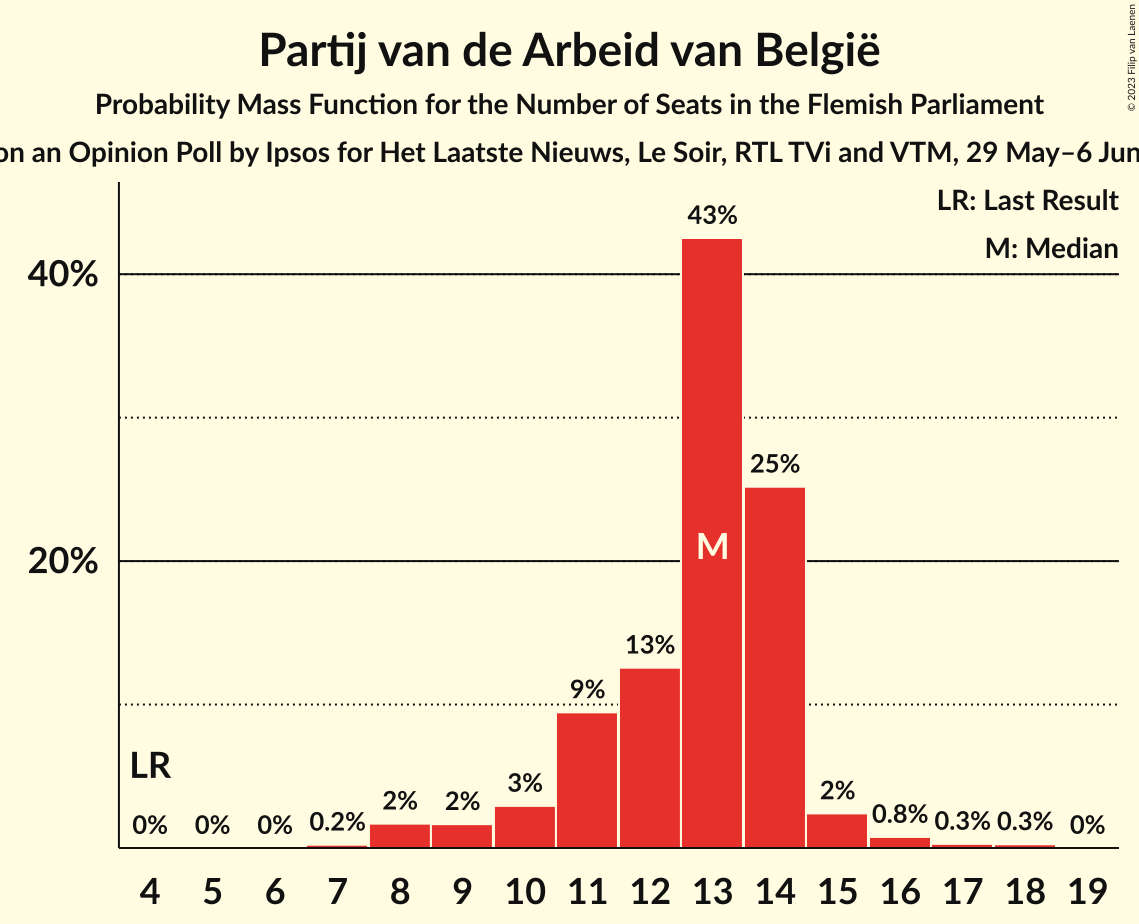 Partij van de Arbeid van België
Probability Mass Function for the Number of Seats in the Flemish Parliament
on an Opinion Poll by Ipsos for Het Laatste Nieuws, Le Soir, RTL TVi and VTM, 29 May–6 Jun
© 2023 Filip van Laenen
LR: Last Result
M: Median
40%
20%
43%
25%
M
13%
9%
LR
3%
2%
2%
2%
0%
0%
0%
0.2%
0.8%
0.3%
0.3%
0%
4 5 6 7 8 9 10 11 12 13 14 15 16 17 18 19